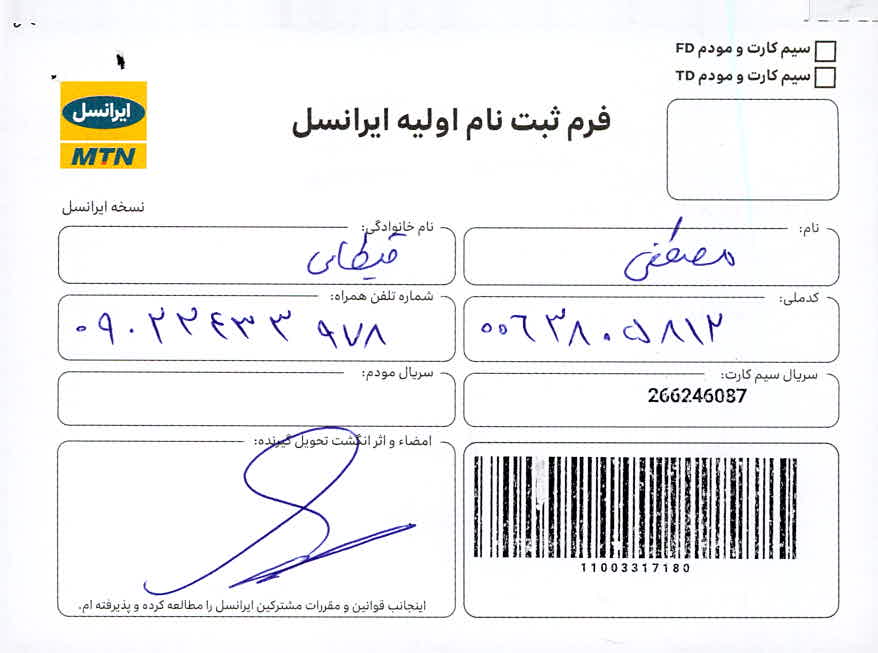 سیم کارت و مودم FD
سیم کارت و مودم TD
ایرانسل
MTN
فرم ثبت نام اولیه ایرانسل
نسخه ایرانسل
نام:
مصطفی
نام خانوادگی:
قیطاسی
کدملی:
۰۰۶۳۸۰۵۸۱۲
شماره تلفن همراه:
۰۹۰۲۲۴۳۳۹۷۸
سریال سیم کارت:
266246087
سریال مودم:
امضاء و اثر انگشت تحویل گیرنده:
11003317180
اینجانب قوانین و مقررات مشترکین ایرانسل را مطالعه کرده و پذیرفته ام.